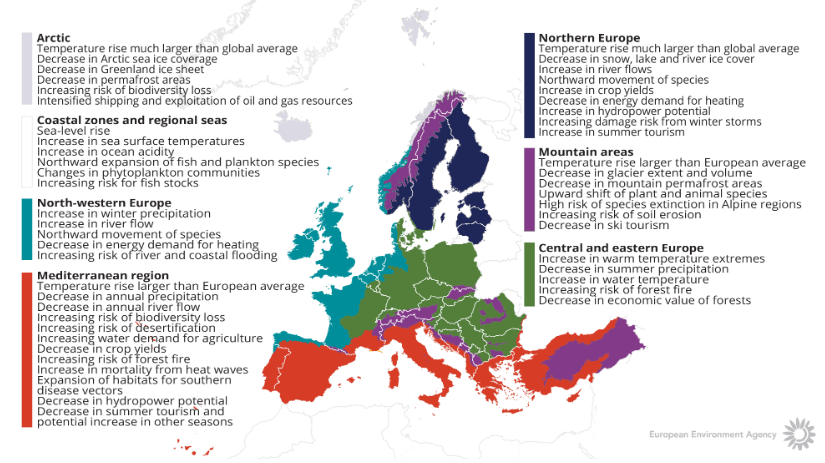 Arctic
Temperature rise much larger than global average
Decrease in Arctic sea ice coverage
Decrease in Greenland ice sheet
Decrease in permafrost areas
Increasing risk of biodiversity loss
Intensified shipping and exploitation of oil and gas resources
Coastal zones and regional seas
Sea-level rise
Increase in sea surface temperatures
Increase in ocean acidity
Northward expansion of fish and plankton species
Changes in phytoplankton communities
Increasing risk for fish stocks
North-western Europe
Increase in winter precipitation
Increase in river flow
Northward movement of species
Decrease in energy demand for heating
Increasing risk of river and coastal flooding
Mediterranean region
Temperature rise larger than European average
Decrease in annual precipitation
Decrease in annual river flow
Increasing risk of biodiversity loss
Increasing risk of desertification
Increasing water demand for agriculture
Decrease in crop yields
Increasing risk of forest fire
Increase in mortality from heat waves
Expansion of habitats for southern
disease vectors
Decrease in hydropower potential
Decrease in summer tourism and
potential increase in other seasons
Northern Europe
Temperature rise much larger than global average
Decrease in snow, lake and river ice cover
Increase in river flows
Northward movement of species
Increase in crop yields
Decrease in energy demand for heating
Increase in hydropower potential
Increasing damage risk from winter storms
Increase in summer tourism
Mountain areas
Temperature rise larger than European average
Decrease in glacier extent and volume
Decrease in mountain permafrost areas
Upward shift of plant and animal species
High risk of species extinction in Alpine regions
Increasing risk of soil erosion
Decrease in ski tourism
Central and eastern Europe
Increase in warm temperature extremes
Decrease in summer precipitation
Increase in water temperature
Increasing risk of forest fire
Decrease in economic value of forests
European Environment Agency